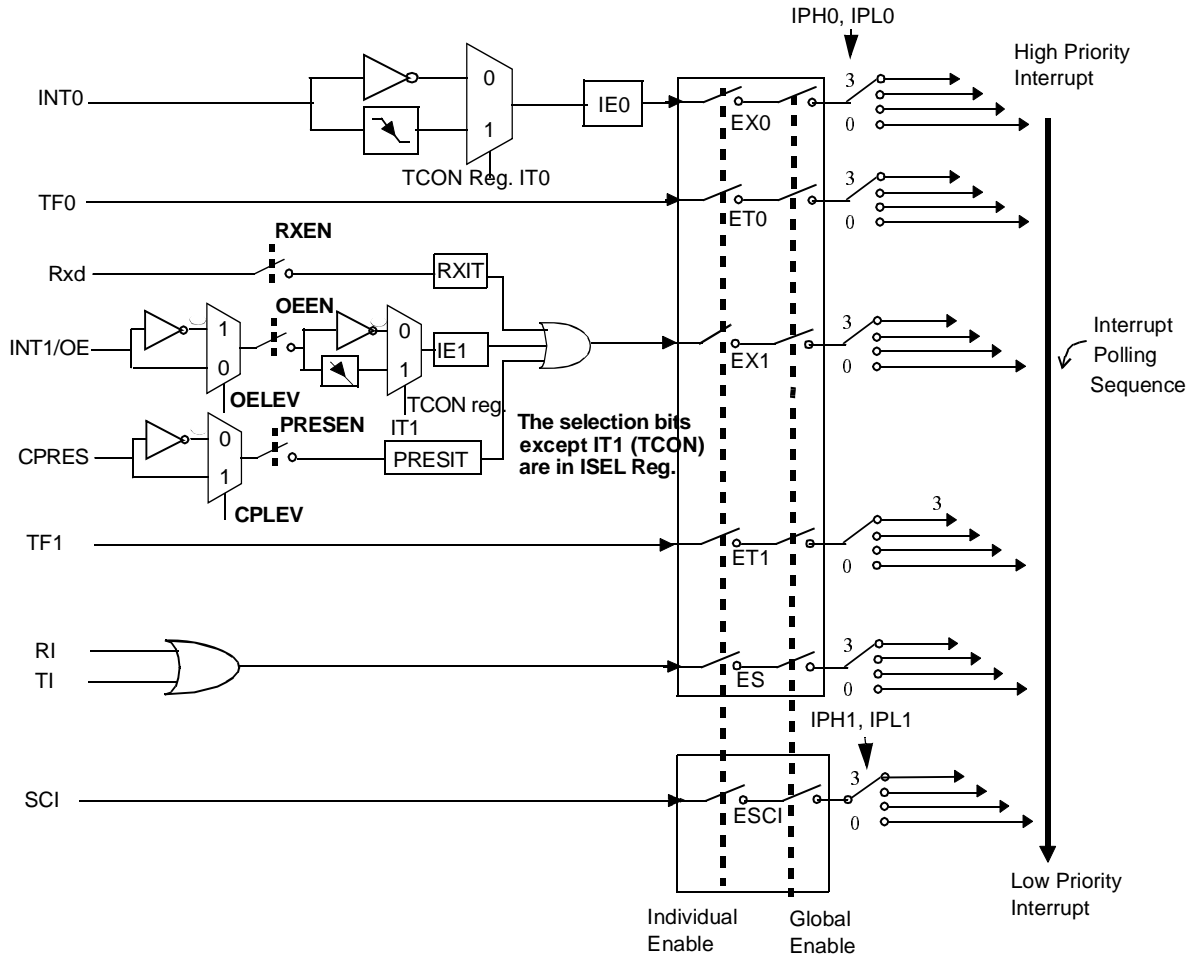 IPH0, IPL0
High Priority
Interrupt
INT0
0
1
IE0
EX0
3
0
TCON Reg. IT0
TF0
ET0
3
0
RXEN
Rxd
RXIT
OEEN
INT1/OE
1
0
0
1
IE1
EX1
3
0
Interrupt
Polling
Sequence
OELEV
TCON reg.
IT1
PRESEN
The selection bits
except IT1 (TCON)
are in ISEL Reg.
CPRES
0
1
PRESIT
CPLEV
TF1
ET1
3
0
RI
TI
ES
3
0
IPH1, IPL1
SCI
ESCI
3
0
Low Priority
Interrupt
Individual
Enable
Global
Enable